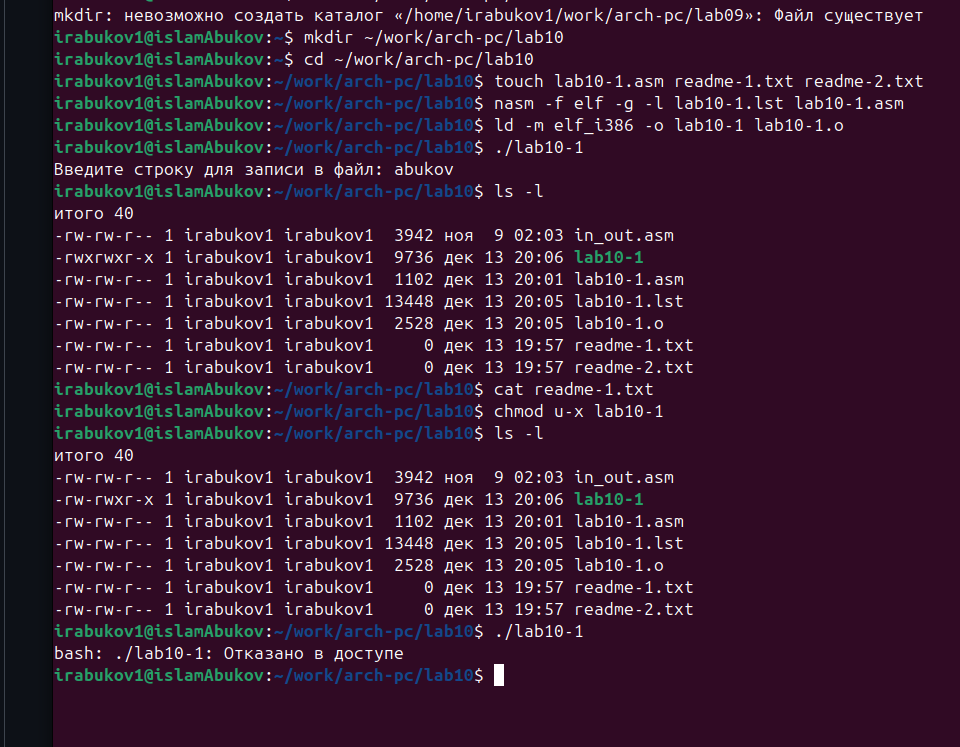 mkdir: невозможно создать каталог «/home/irabukov1/work/arch-pc/lab09»: Файл существует
irabukov1@islamAbukov:~$ mkdir ~/work/arch-pc/lab10
irabukov1@islamAbukov:~$ cd ~/work/arch-pc/lab10
irabukov1@islamAbukov:~/work/arch-pc/lab10$ touch lab10-1.asm readme-1.txt readme-2.txt
irabukov1@islamAbukov:~/work/arch-pc/lab10$ nasm -f elf -g -l lab10-1.lst lab10-1.asm
irabukov1@islamAbukov:~/work/arch-pc/lab10$ ld -m elf_i386 -o lab10-1 lab10-1.o
irabukov1@islamAbukov:~/work/arch-pc/lab10$ ./lab10-1
Введите строку для записи в файл: abukov
irabukov1@islamAbukov:~/work/arch-pc/lab10$ ls -l
итого 40
-rw-rw-r-- 1 irabukov1 irabukov1  3942 ноя  9 02:03 in_out.asm
-rwxrwxr-x 1 irabukov1 irabukov1  9736 дек 13 20:06 lab10-1
-rw-rw-r-- 1 irabukov1 irabukov1  1102 дек 13 20:01 lab10-1.asm
-rw-rw-r-- 1 irabukov1 irabukov1 13448 дек 13 20:05 lab10-1.lst
-rw-rw-r-- 1 irabukov1 irabukov1  2528 дек 13 20:05 lab10-1.o
-rw-rw-r-- 1 irabukov1 irabukov1     0 дек 13 19:57 readme-1.txt
-rw-rw-r-- 1 irabukov1 irabukov1     0 дек 13 19:57 readme-2.txt
irabukov1@islamAbukov:~/work/arch-pc/lab10$ cat readme-1.txt
irabukov1@islamAbukov:~/work/arch-pc/lab10$ chmod u-x lab10-1
irabukov1@islamAbukov:~/work/arch-pc/lab10$ ls -l
итого 40
-rw-rw-r-- 1 irabukov1 irabukov1  3942 ноя  9 02:03 in_out.asm
-rw-rwxr-x 1 irabukov1 irabukov1  9736 дек 13 20:06 lab10-1
-rw-rw-r-- 1 irabukov1 irabukov1  1102 дек 13 20:01 lab10-1.asm
-rw-rw-r-- 1 irabukov1 irabukov1 13448 дек 13 20:05 lab10-1.lst
-rw-rw-r-- 1 irabukov1 irabukov1  2528 дек 13 20:05 lab10-1.o
-rw-rw-r-- 1 irabukov1 irabukov1     0 дек 13 19:57 readme-1.txt
-rw-rw-r-- 1 irabukov1 irabukov1     0 дек 13 19:57 readme-2.txt
irabukov1@islamAbukov:~/work/arch-pc/lab10$ ./lab10-1
bash: ./lab10-1: Отказано в доступе
irabukov1@islamAbukov:~/work/arch-pc/lab10$